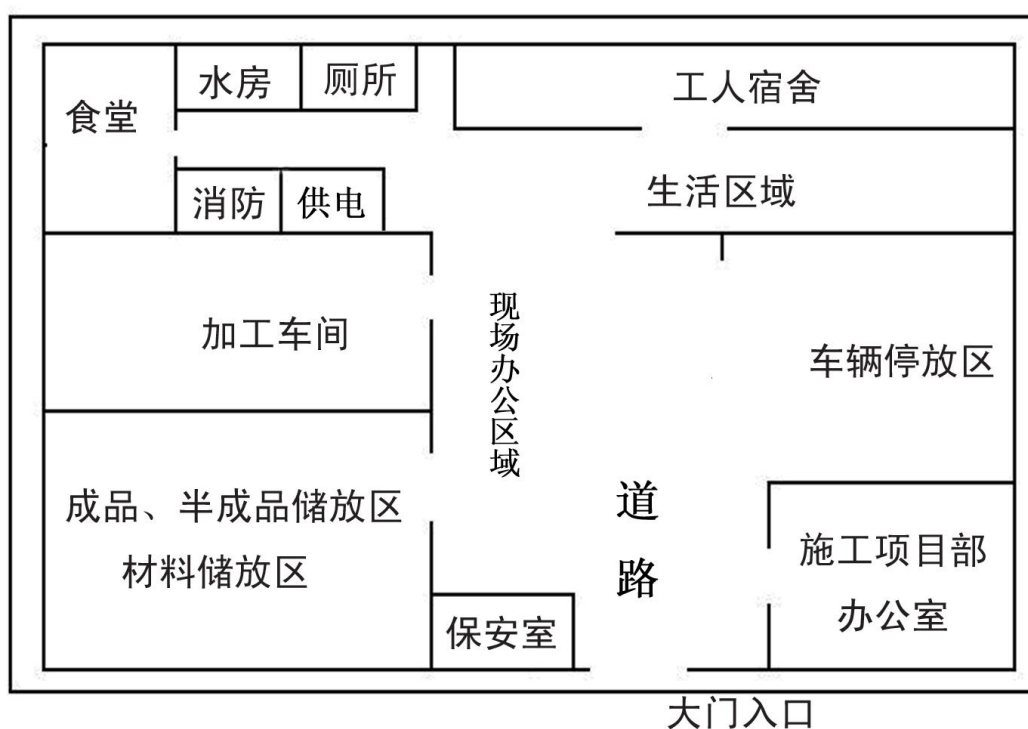 水房
厕所
工人宿舍
食堂
生活区域
消防
供电
现场办公区域
加工车间
车辆停放区
成品、半成品储放区
材料储放区
道路
施工项目部
办公室
保安室
大门入口